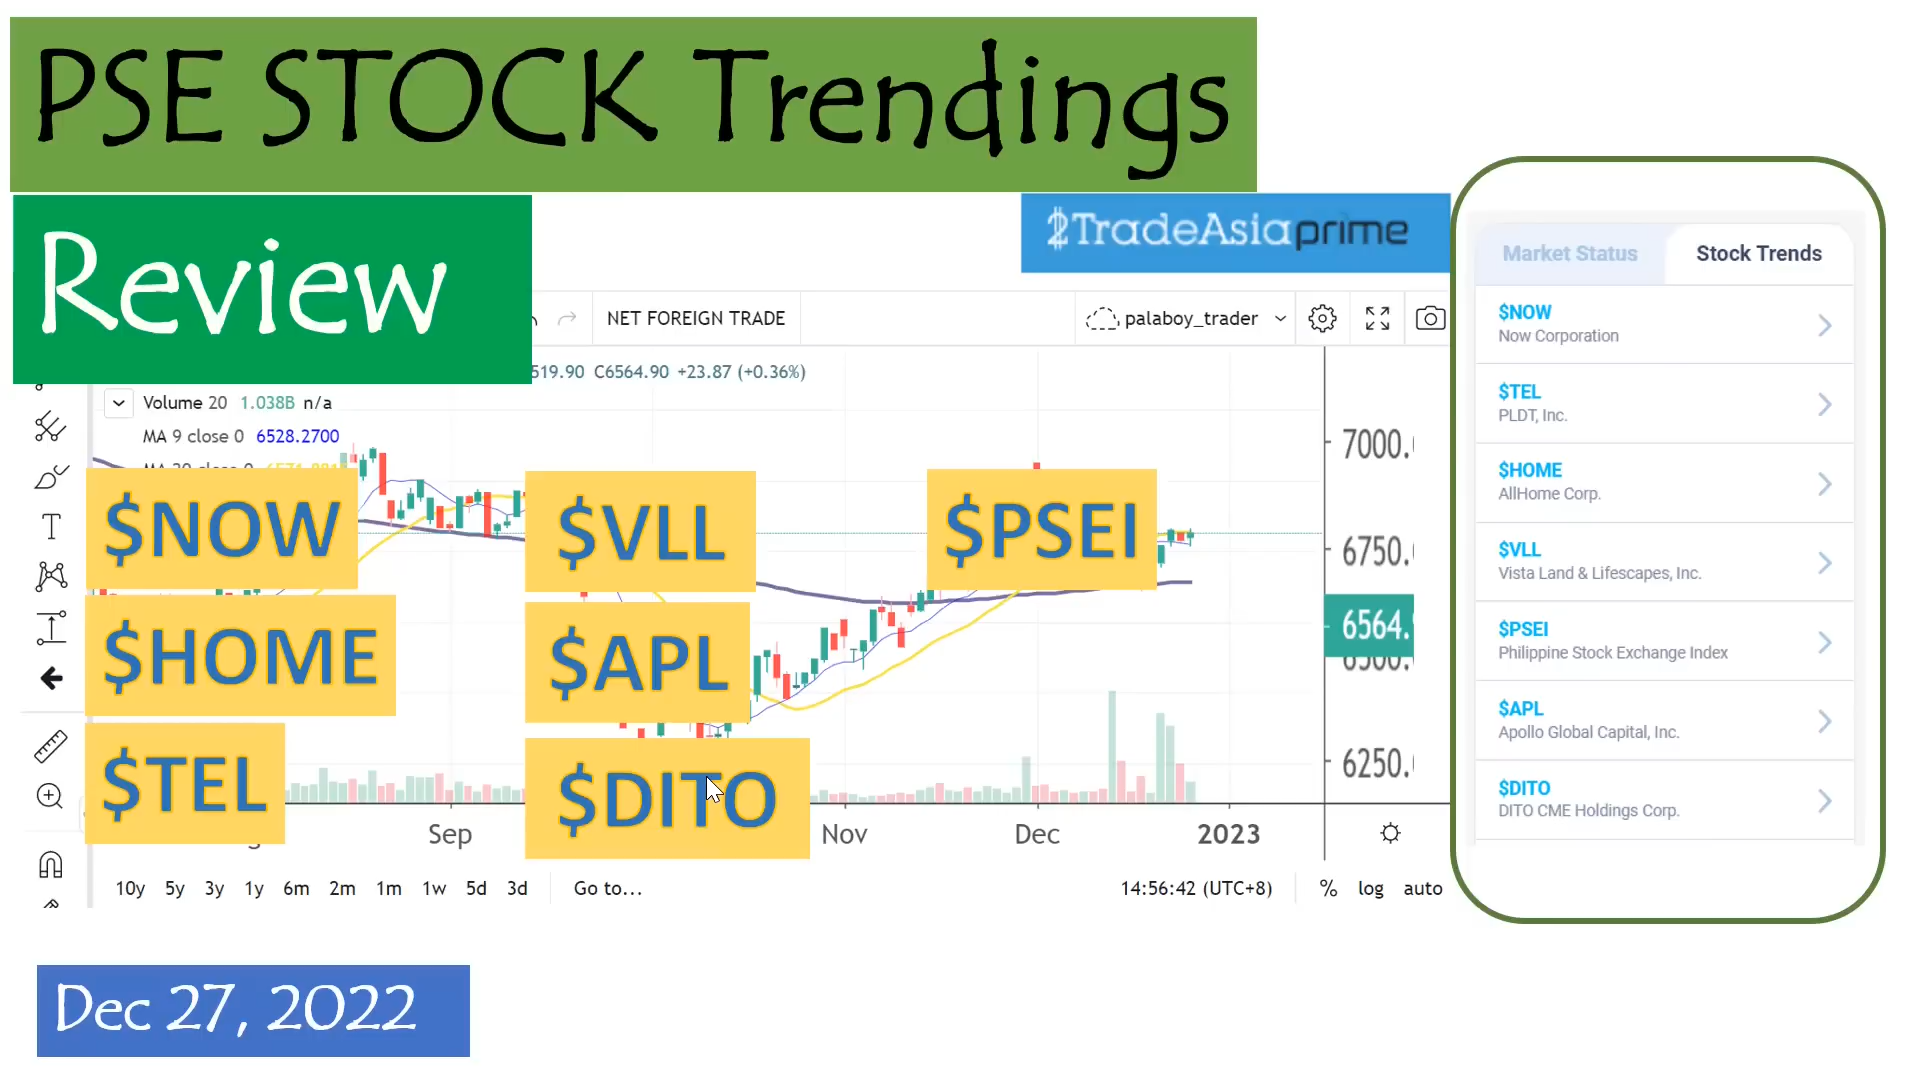 PSE STOCK Trendings
Review
TradeAsiaprime
NET FOREIGN TRADE
palaboy_trader
519.90 C6564.90 +23.87 (+0.36%)
Volume 20 1.038B n/a
MA 9 close 0 6528.2700
$NOW
$HOME
$TEL
$VLL
$APL
$DITO
$PSEI
7000.
6750.
6564.
6250.
Sep
Nov
Dec
2023
10y 5y 3y 1y 6m 2m 1m 1w 5d 3d Go to...
14:56:42 (UTC+8) % log auto
Market Status
Stock Trends
$NOW
Now Corporation
$TEL
PLDT, Inc.
$HOME
AllHome Corp.
$VLL
Vista Land & Lifescapes, Inc.
$PSEI
Philippine Stock Exchange Index
$APL
Apollo Global Capital, Inc.
$DITO
DITO CME Holdings Corp.
Dec 27, 2022